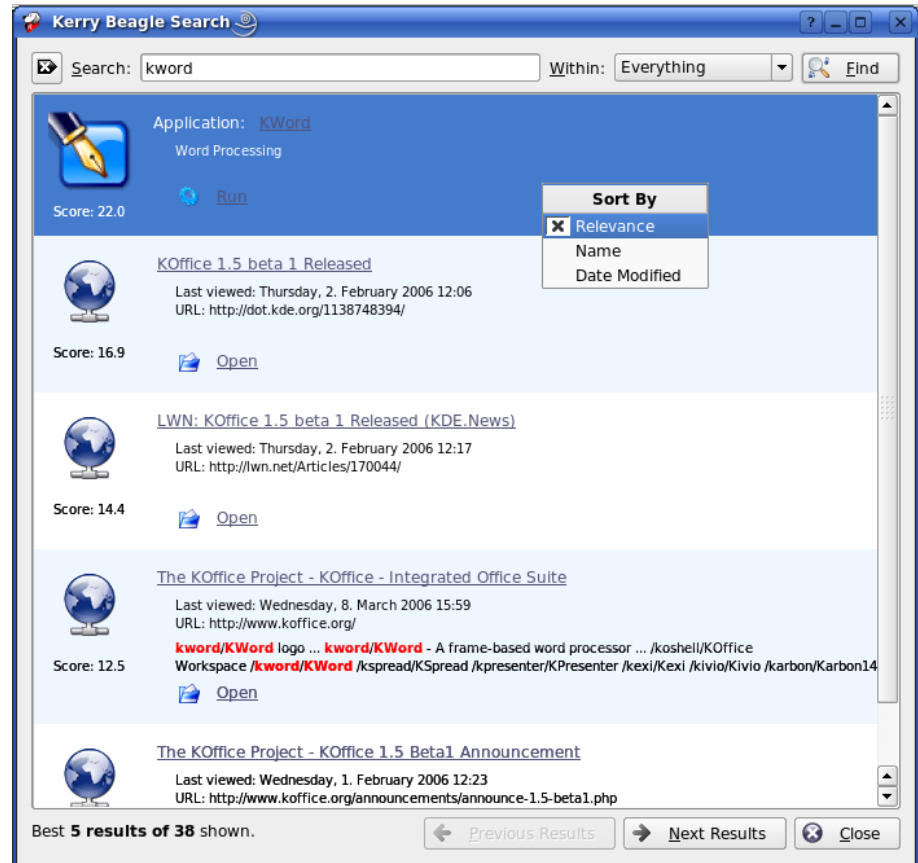 Kerry Beagle Search
Search: kword Within: Everything Find
Application: KWord
Word Processing
Run
Score: 22.0
Sort By
Relevance
Name
Date Modified
KOffice 1.5 beta 1 Released
Last viewed: Thursday, 2. February 2006 12:06
URL: http://dot.kde.org/1138748394/
Score: 16.9
Open
LWN: KOffice 1.5 beta 1 Released (KDE.News)
Last viewed: Thursday, 2. February 2006 12:17
URL: http://lwn.net/Articles/170044/
Score: 14.4
Open
The KOffice Project - KOffice - Integrated Office Suite
Last viewed: Wednesday, 8. March 2006 15:59
URL: http://www.koffice.org/
kword/KWord logo ... kword/KWord - A frame-based word processor ... /koshell/KOffice
Score: 12.5
Workspace /kword/KWord /kspread/KSpread /kpresenter/KPresenter /kexi/Kexi /kivio/Kivio /karbon/Karbon14
Open
The KOffice Project - KOffice 1.5 Beta1 Announcement
Last viewed: Wednesday, 1. February 2006 12:23
URL: http://www.koffice.org/announcements/announce-1.5-beta1.php
Best 5 results of 38 shown.
Previous Results
Next Results
Close